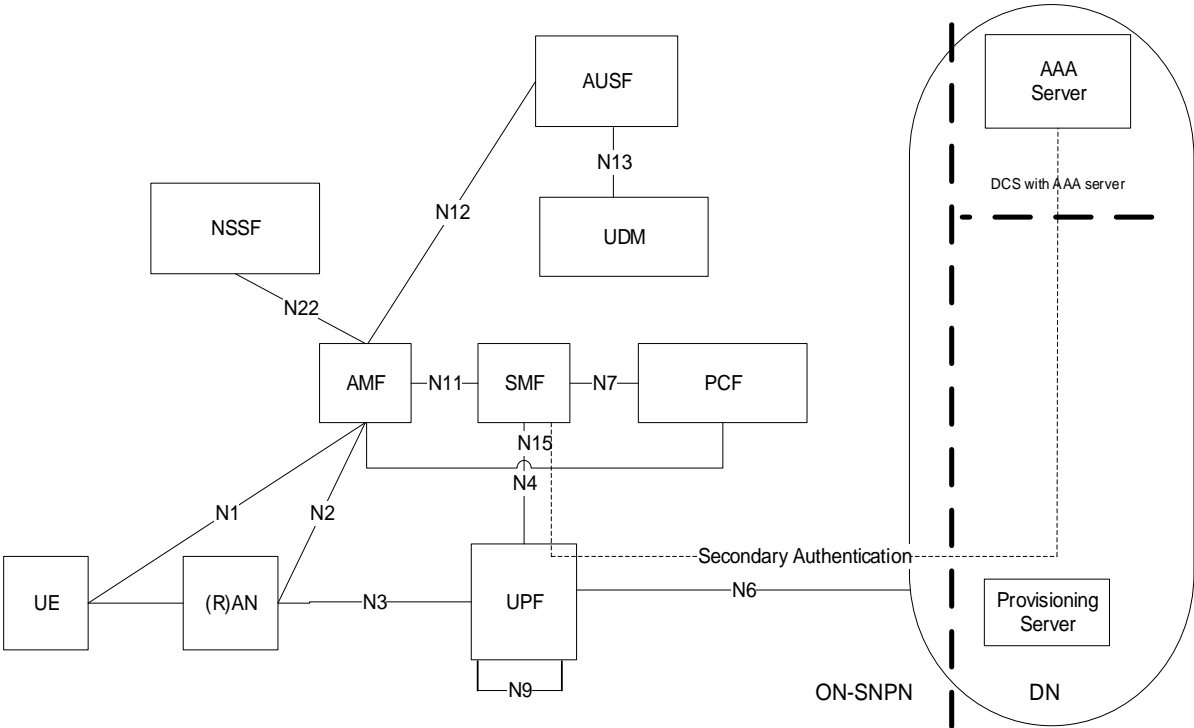 AAA
Server
AUSF
N13
DCS with AAA server
NSSF
N12
UDM
N22
AMF
N11
SMF
N7
PCF
N15
N4
N1
N2
Secondary Authentication
UE
(R)AN
N3
UPF
N6
Provisioning
Server
N9
ON-SNPN
DN